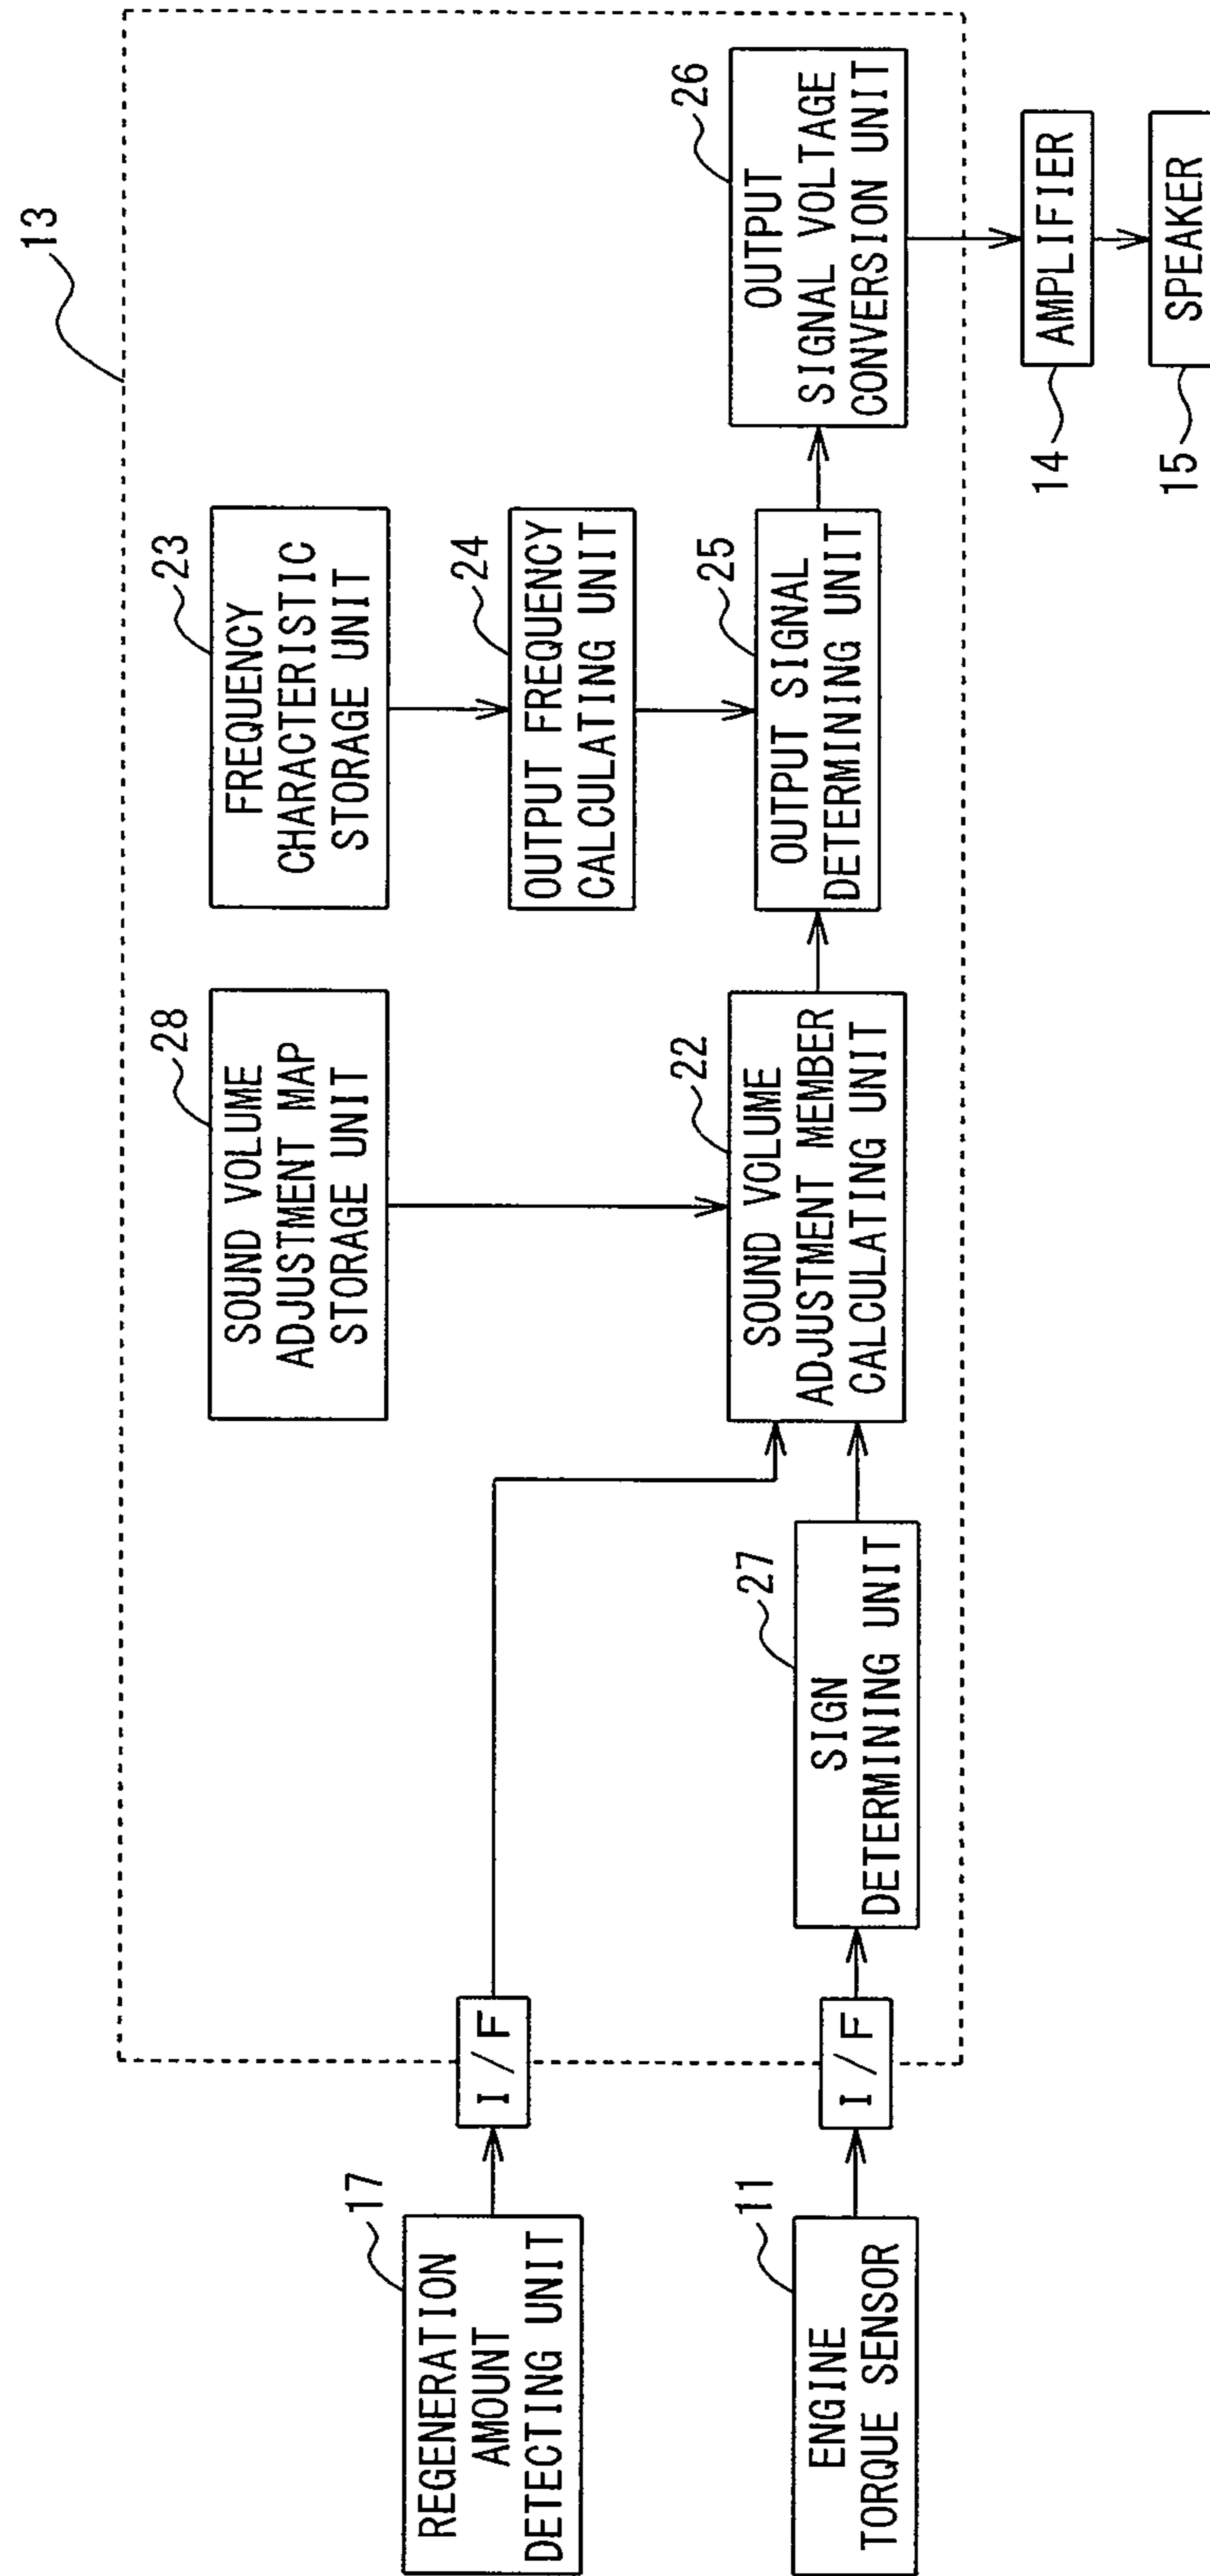 13
23
FREQUENCY
CHARACTERISTIC
STORAGE UNIT
28
SOUND VOLUME
ADJUSTMENT MAP
STORAGE UNIT
24
OUTPUT FREQUENCY
CALCULATING UNIT
17
REGENERATION
AMOUNT
DETECTING UNIT
I/F
11
ENGINE
TORQUE SENSOR
I/F
27
SIGN
DETERMINING UNIT
22
SOUND VOLUME
ADJUSTMENT MEMBER
CALCULATING UNIT
25
OUTPUT SIGNAL
DETERMINING UNIT
26
OUTPUT
SIGNAL VOLTAGE
CONVERSION UNIT
14
AMPLIFIER
15
SPEAKER